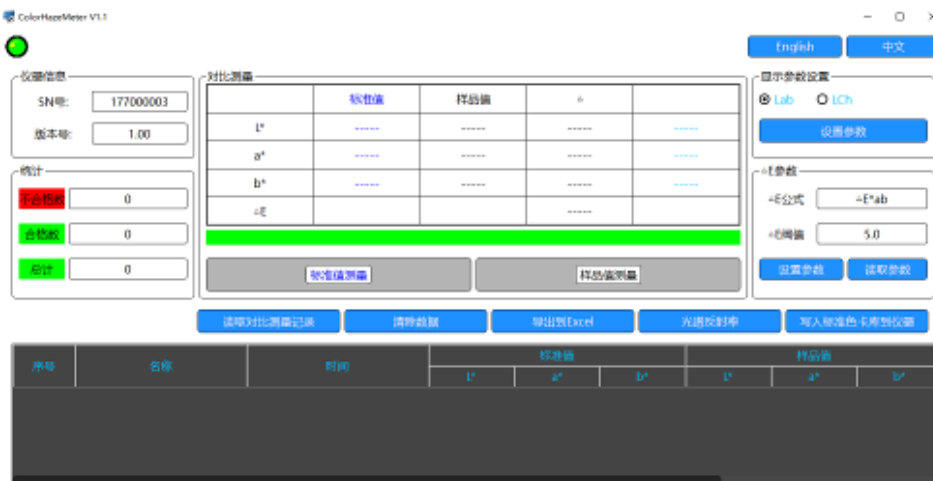 ColorHazeMeter V1.1
English 中文
仪器信息
SN号: 177000003
版本号: 1.00
统计
不合格数 0
合格数 0
总计 0
对比测量
标准值 样品值 △
L* ----- ----- ----- -----
a* ----- ----- ----- -----
b* ----- ----- ----- -----
△E -----
标准值测量 样品值测量
显示参数设置
Lab LCh
设置参数
△E参数
△E公式 △E*ab
△E阈值 5.0
设置参数 读取参数
读取对比测量记录 清除数据 导出到Excel 光谱反射率 写入标准色卡库到仪器
序号 名称 时间 标准值 样品值
L* a* b* L* a* b*